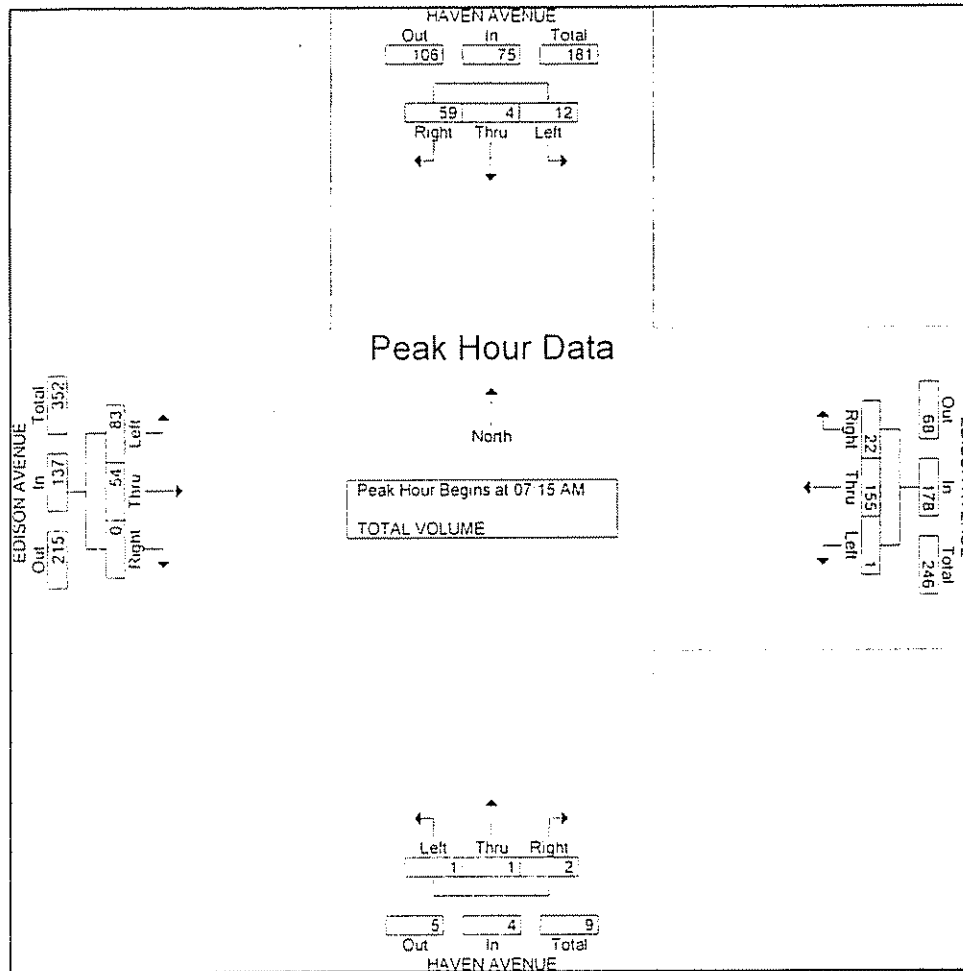 HAVEN AVENUE
Out In Total
106 75 181
59 4 12
Right Thru Left
Peak Hour Data
North
Peak Hour Begins at 07:15 AM
TOTAL VOLUME
EDISON AVENUE
Out In Total
215 137 352
0 54 83
Right Thru Left
Out In Total
68 178 246
22 155 1
Right Thru Left
Left Thru Right
1 1 2
5 4 9
Out In Total
HAVEN AVENUE